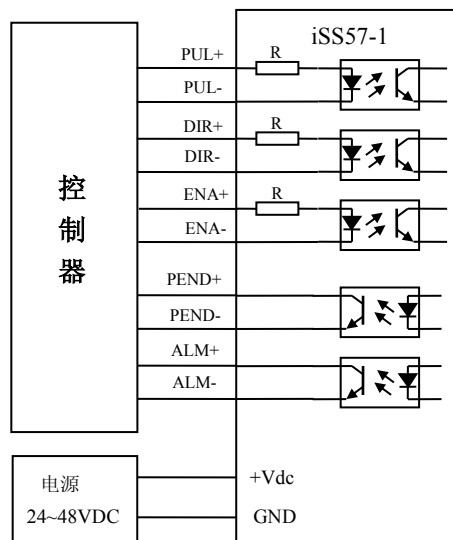 iSS57-1
PUL+
R
PUL-
DIR+
R
DIR-
ENA+
R
ENA-
控
制
器
PEND+
PEND-
ALM+
ALM-
电源
24~48VDC
+Vdc
GND